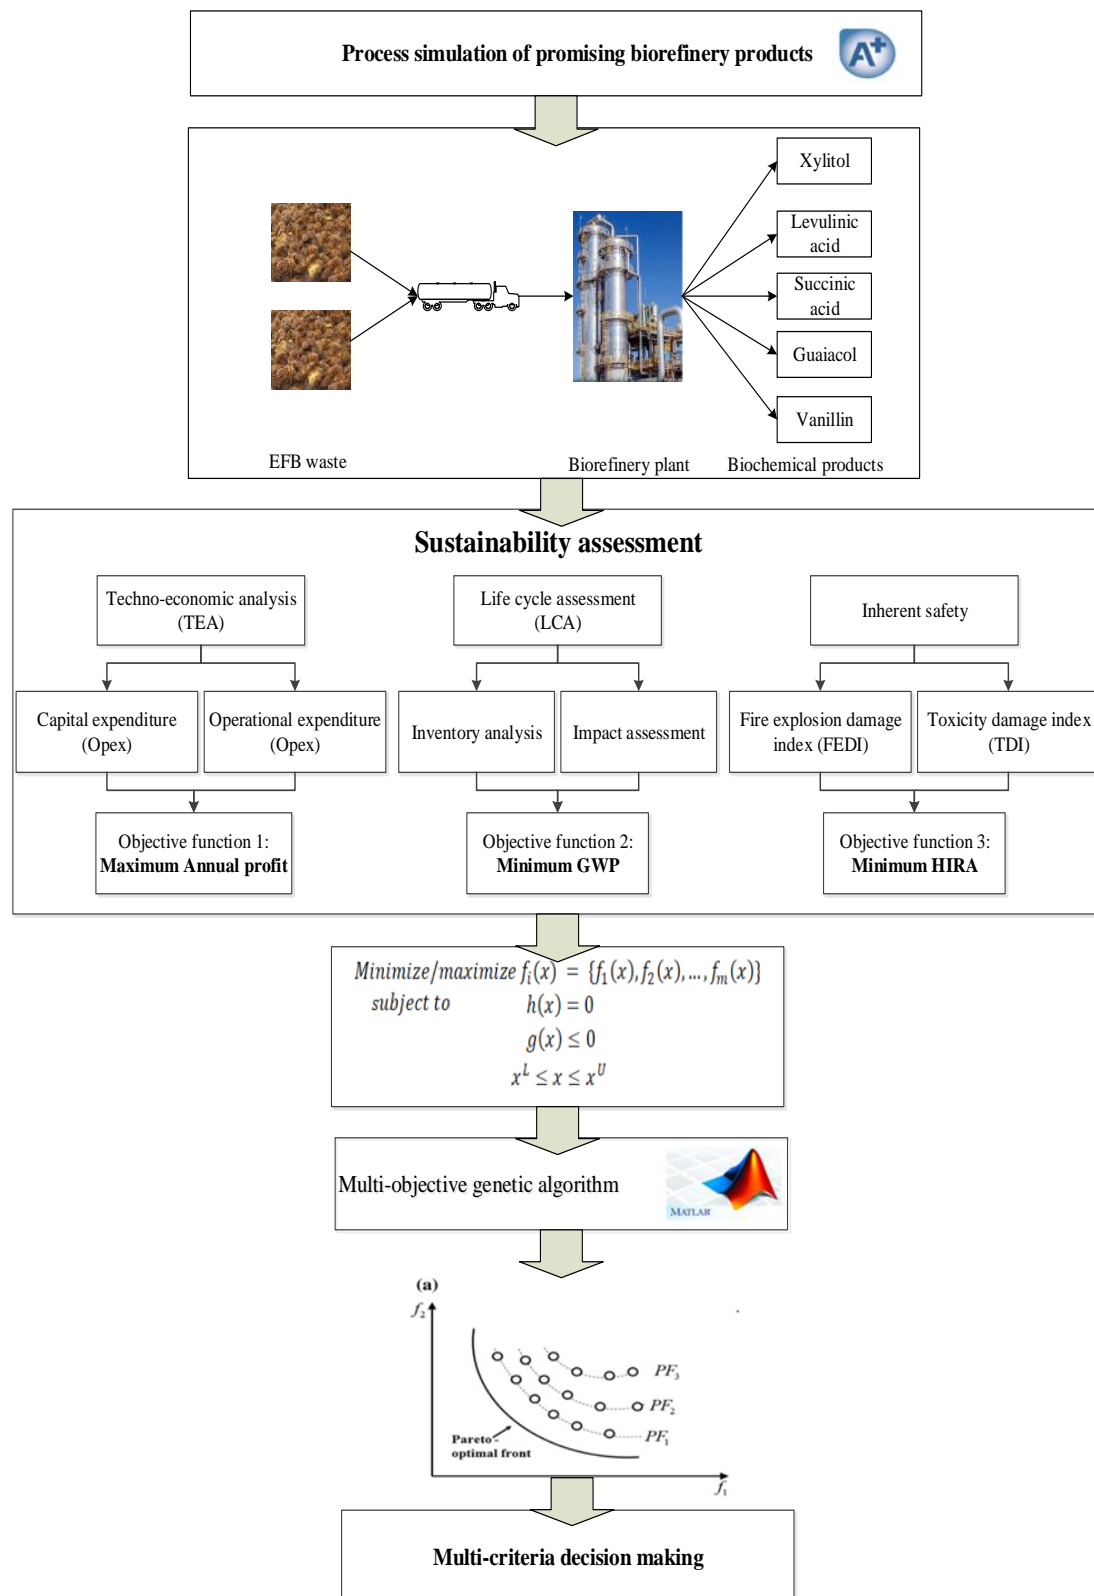 Process simulation of promising biorefinery products
A+
Xylitol
Levulinic
acid
Succinic
acid
Guaiacol
Vanillin
EFB waste
Biorefinery plant
Biochemical products
Sustainability assessment
Techno-economic analysis
(TEA)
Life cycle assessment
(LCA)
Inherent safety
Capital expenditure
(Opex)
Operational expenditure
(Opex)
Inventory analysis
Impact assessment
Fire explosion damage
index (FEDI)
Toxicity damage index
(TDI)
Objective function 1:
Maximum Annual profit
Objective function 2:
Minimum GWP
Objective function 3:
Minimum HIRA
Minimize/maximize f_i(x) = {f_1(x), f_2(x), ..., f_m(x)}
subject to h(x) = 0
g(x) ≤ 0
x^L ≤ x ≤ x^U
Multi-objective genetic algorithm
MATLAB
(a)
f_2
PF_3
PF_2
PF_1
Pareto-
optimal front
f_1
Multi-criteria decision making